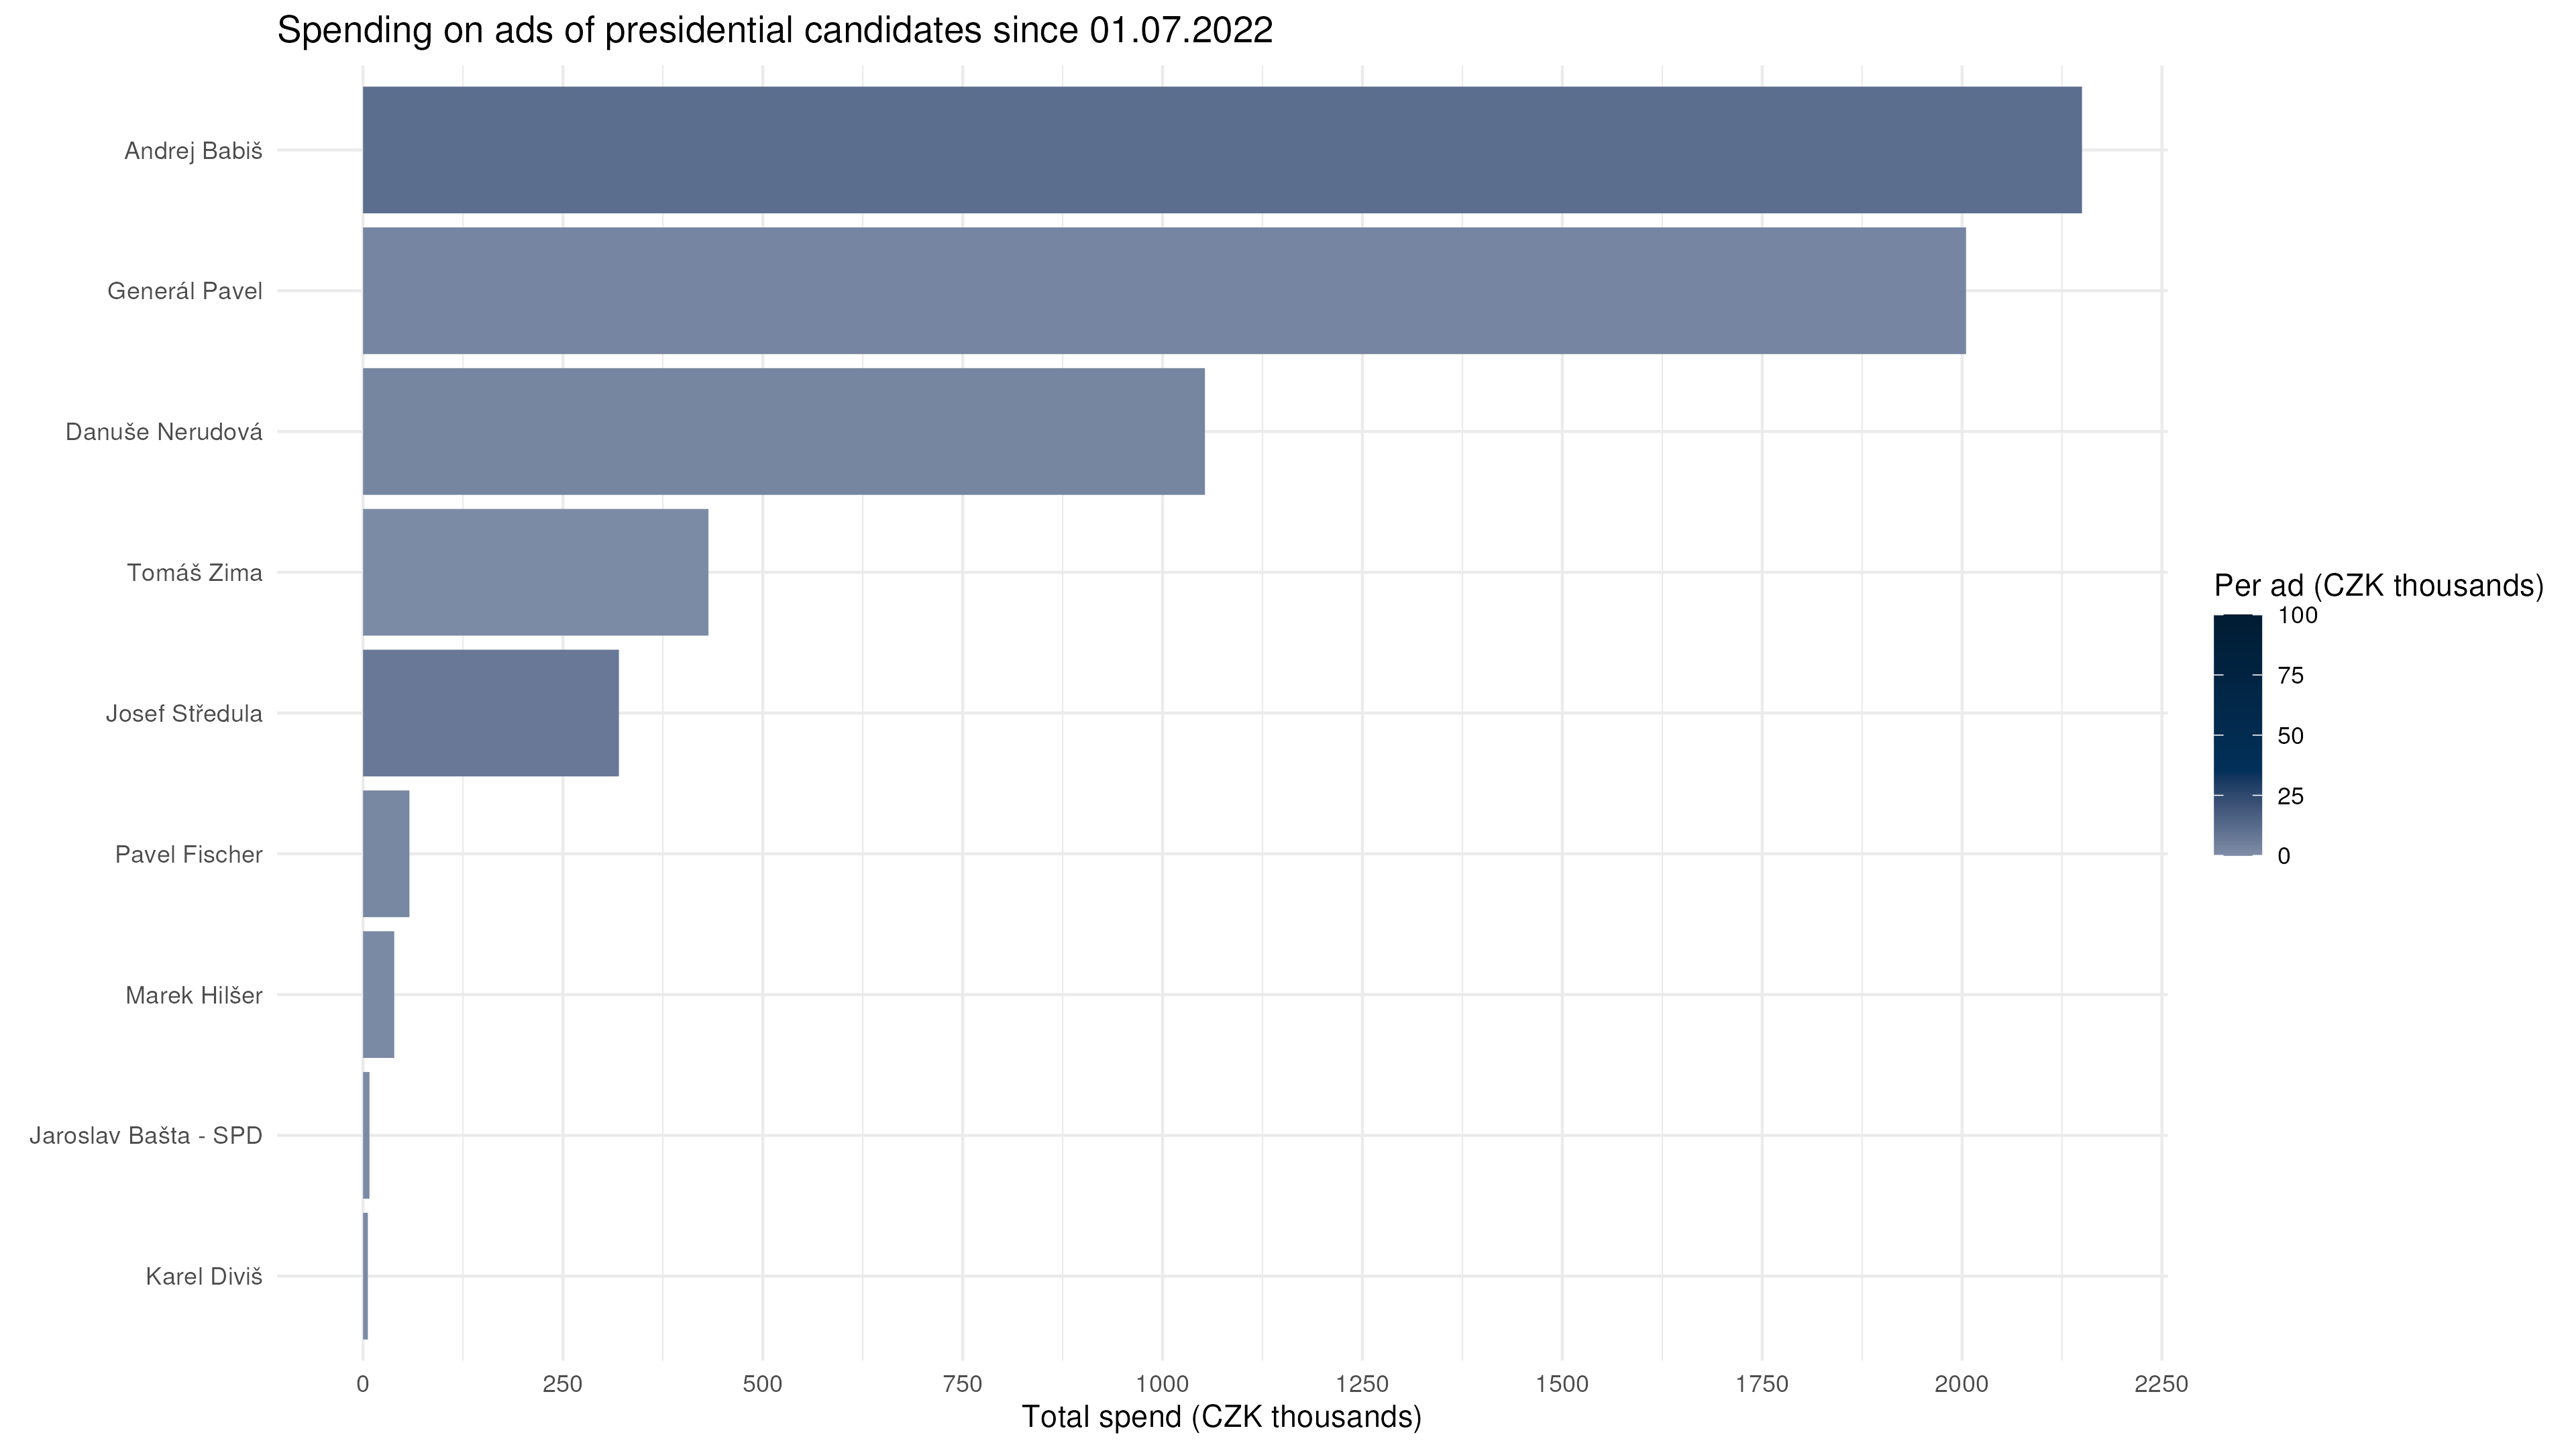 Spending on ads of presidential candidates since 01.07.2022
Andrej Babiš
Generál Pavel
Danuše Nerudová
Tomáš Zima
Josef Středula
Pavel Fischer
Marek Hilšer
Jaroslav Bašta - SPD
Karel Diviš
0 250 500 750 1000 1250 1500 1750 2000 2250
Total spend (CZK thousands)
Per ad (CZK thousands)
100
75
50
25
0